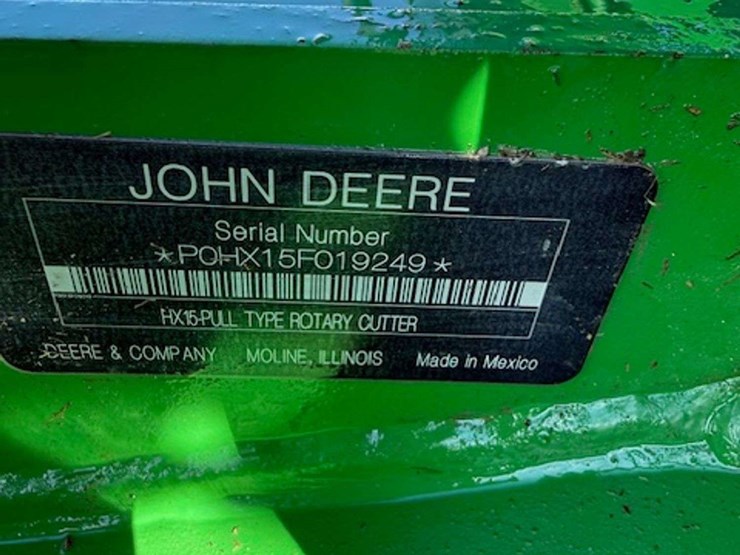 JOHN DEERE
Serial Number
*P0HX15F019249*
HX15-PULL TYPE ROTARY CUTTER
DEERE & COMPANY MOLINE, ILLINOIS Made in Mexico